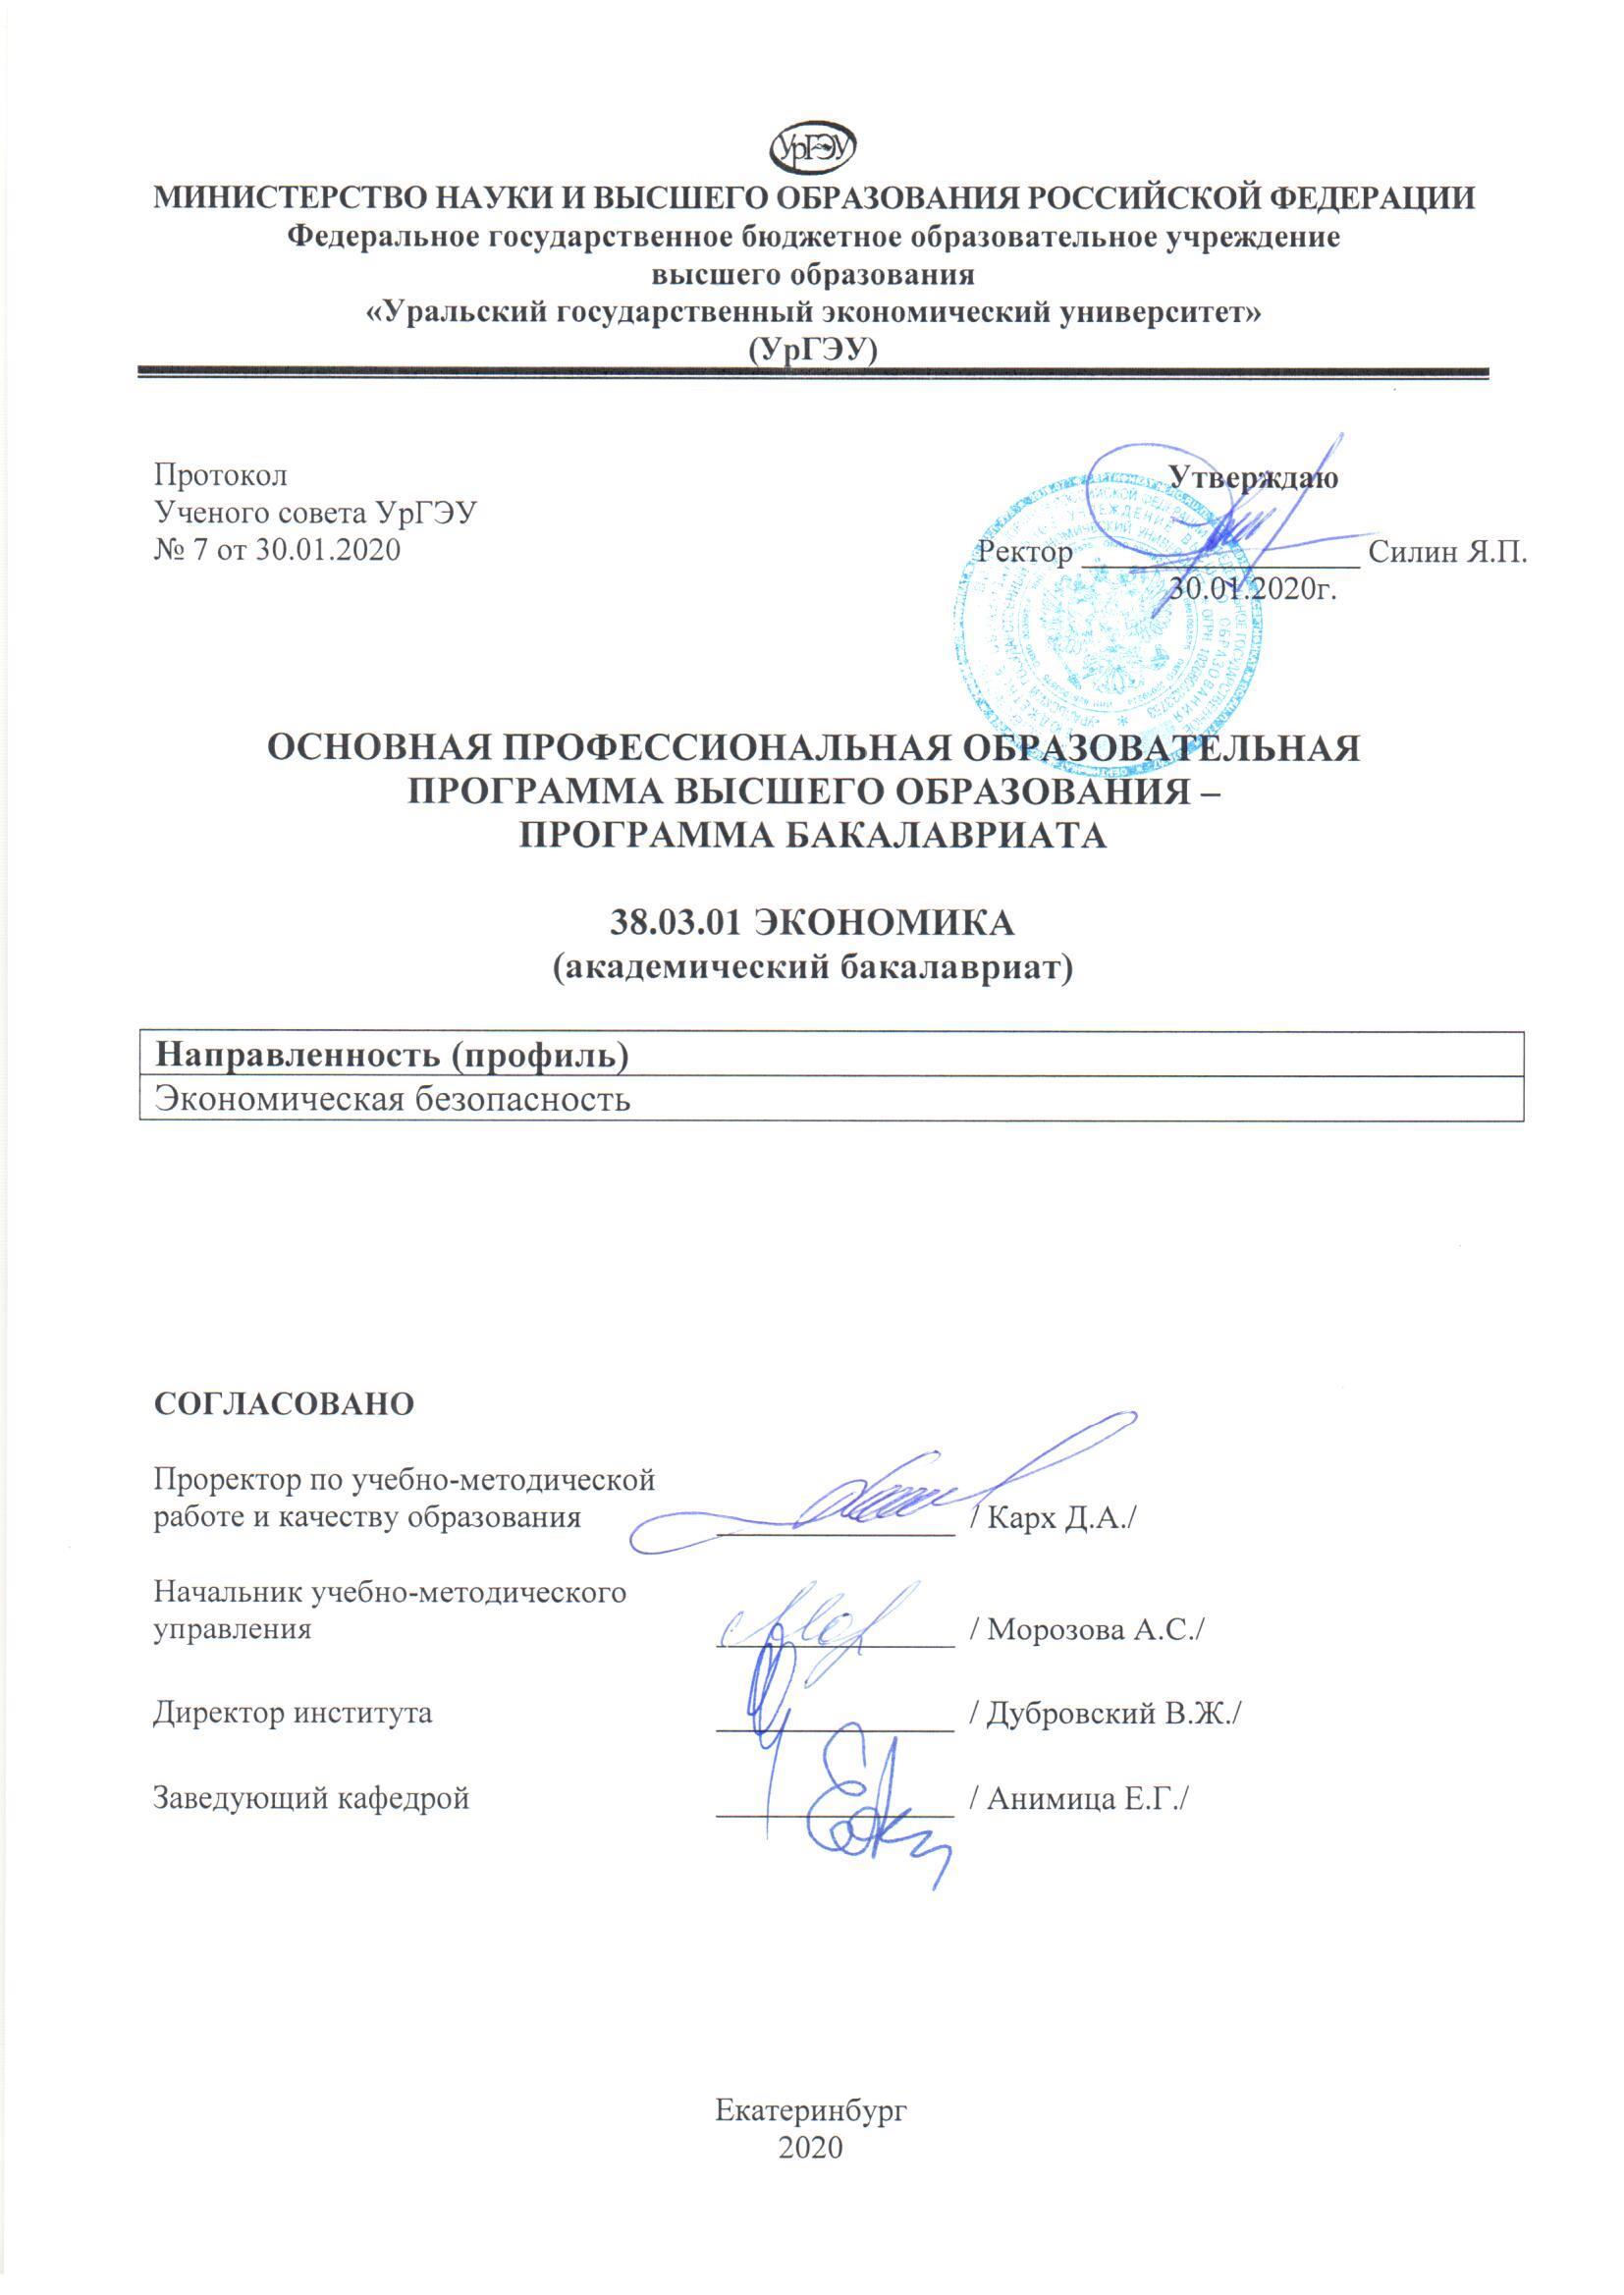 УрГЭУ
МИНИСТЕРСТВО НАУКИ И ВЫСШЕГО ОБРАЗОВАНИЯ РОССИЙСКОЙ ФЕДЕРАЦИИ
Федеральное государственное бюджетное образовательное учреждение
высшего образования
«Уральский государственный экономический университет»
(УрГЭУ)
Протокол
Ученого совета УрГЭУ
№ 7 от 30.01.2020
Утверждаю
Ректор Силин Я.П.
30.01.2020г.
ОСНОВНАЯ ПРОФЕССИОНАЛЬНАЯ ОБРАЗОВАТЕЛЬНАЯ
ПРОГРАММА ВЫСШЕГО ОБРАЗОВАНИЯ –
ПРОГРАММА БАКАЛАВРИАТА
38.03.01 ЭКОНОМИКА
(академический бакалавриат)
Направленность (профиль)
Экономическая безопасность
СОГЛАСОВАНО
Проректор по учебно-методической
работе и качеству образования / Карх Д.А./
Начальник учебно-методического
управления / Морозова А.С./
Директор института / Дубровский В.Ж./
Заведующий кафедрой / Анимица Е.Г./
Екатеринбург
2020